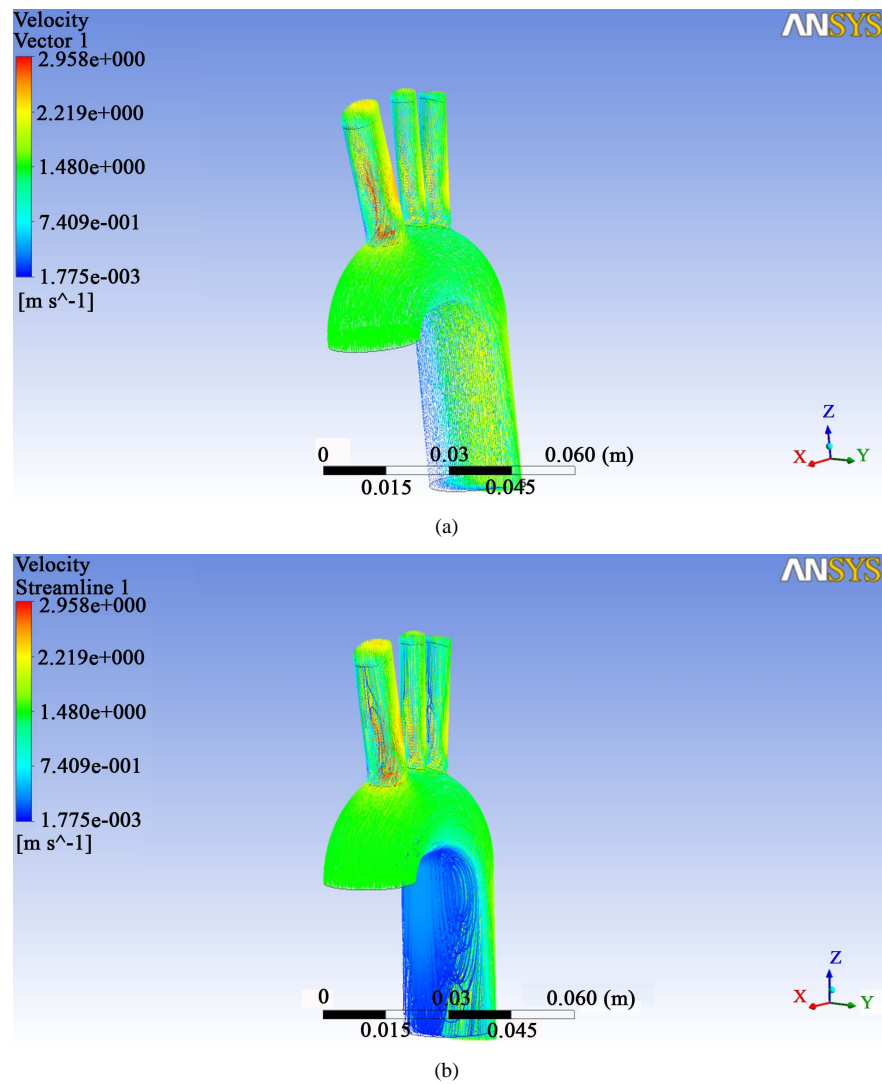 Velocity
Vector 1
ANSYS
2.958e+000
2.219e+000
1.480e+000
7.409e-001
1.775e-003
[m s^-1]
Z
X
Y
0
0.03
0.060 (m)
0.015
0.045
(a)
Velocity
Streamline 1
ANSYS
2.958e+000
2.219e+000
1.480e+000
7.409e-001
1.775e-003
[m s^-1]
Z
X
Y
0
0.03
0.060 (m)
0.015
0.045
(b)